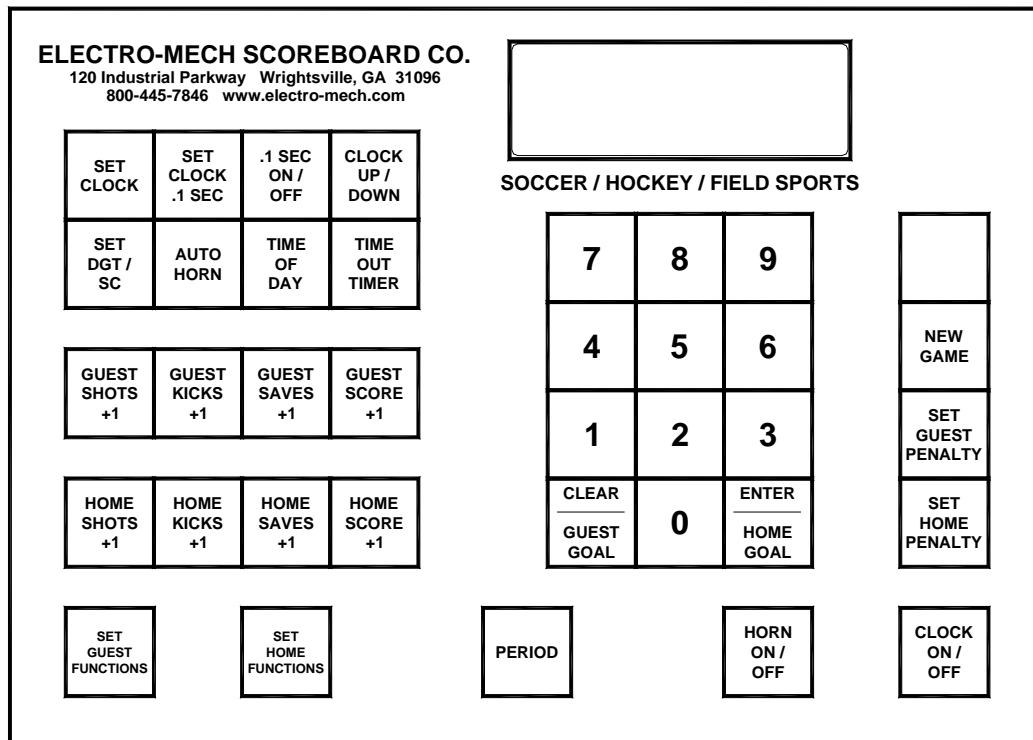 ELECTRO-MECH SCOREBOARD CO.
120 Industrial Parkway Wrightsville, GA 31096
800-445-7846 www.electro-mech.com
SET
CLOCK
SET
CLOCK
.1 SEC
.1 SEC
ON /
OFF
CLOCK
UP /
DOWN
SET
DGT /
SC
AUTO
HORN
TIME
OF
DAY
TIME
OUT
TIMER
GUEST
SHOTS
+1
GUEST
KICKS
+1
GUEST
SAVES
+1
GUEST
SCORE
+1
HOME
SHOTS
+1
HOME
KICKS
+1
HOME
SAVES
+1
HOME
SCORE
+1
SET
GUEST
FUNCTIONS
SET
HOME
FUNCTIONS
SOCCER / HOCKEY / FIELD SPORTS
7
8
9
4
5
6
1
2
3
CLEAR
GUEST
GOAL
0
ENTER
HOME
GOAL
NEW
GAME
SET
GUEST
PENALTY
SET
HOME
PENALTY
PERIOD
HORN
ON /
OFF
CLOCK
ON /
OFF